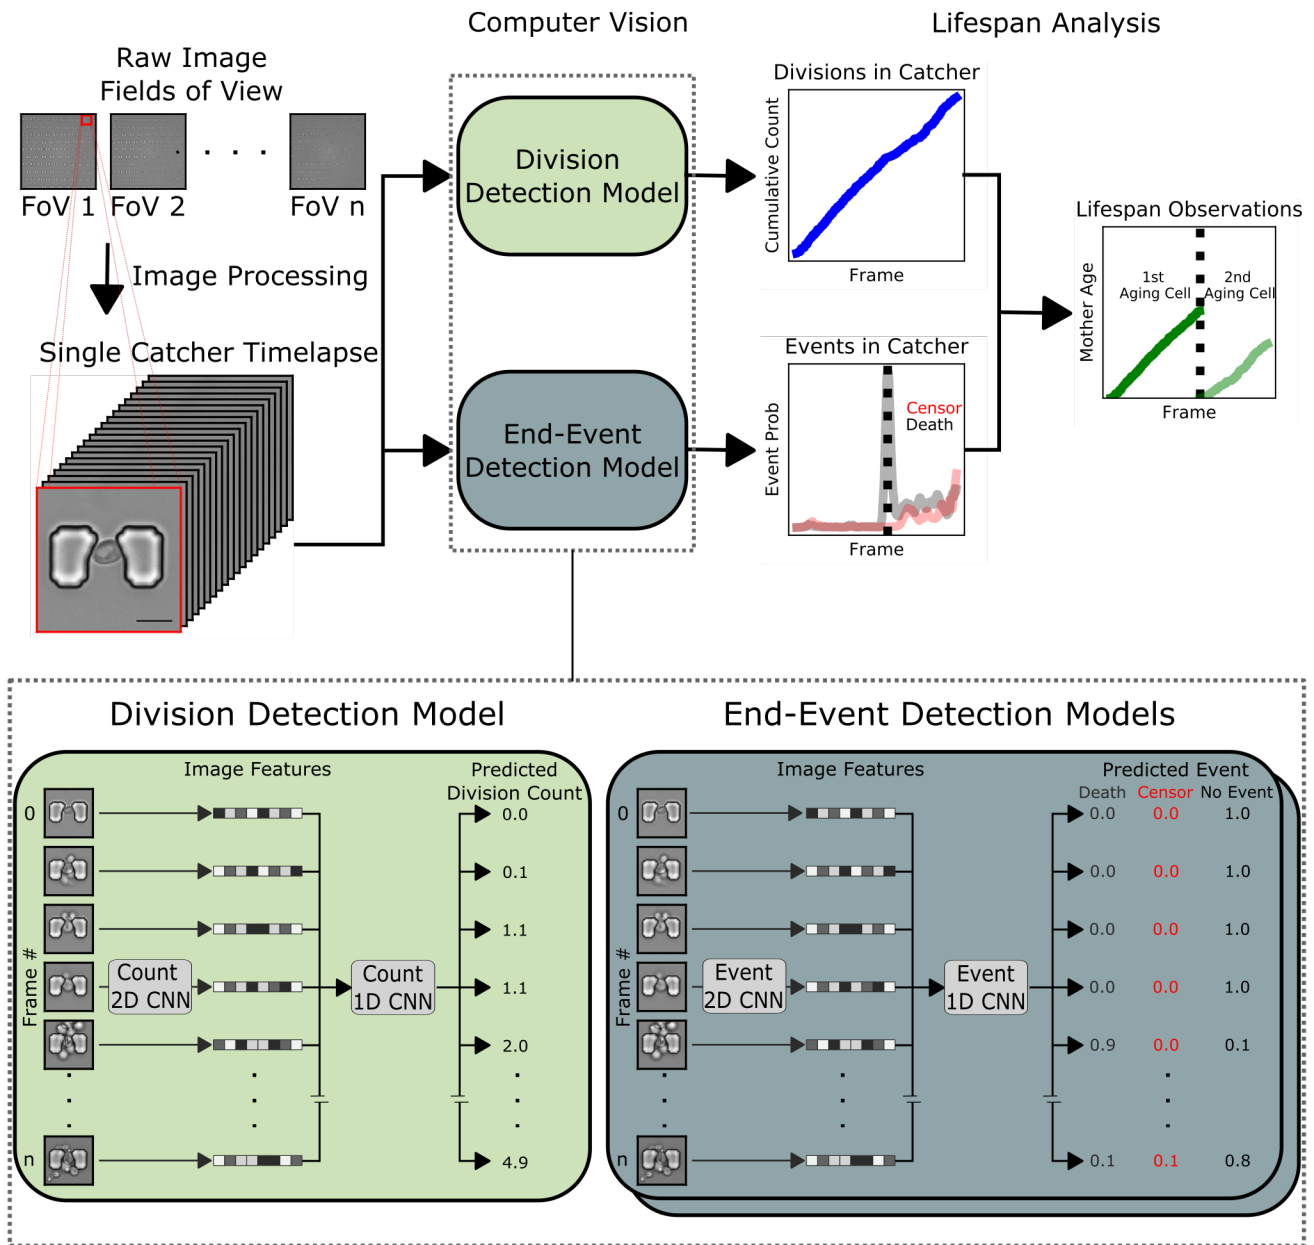 Computer Vision
Lifespan Analysis
Raw Image
Fields of View
FoV 1
FoV 2
. . .
FoV n
Image Processing
Single Catcher Timelapse
Division
Detection Model
End-Event
Detection Model
Divisions in Catcher
Cumulative Count
Frame
Events in Catcher
Event Prob
Censor
Death
Frame
Lifespan Observations
Mother Age
1st
Aging Cell
2nd
Aging Cell
Frame
Division Detection Model
Image Features
Predicted
Division Count
Frame #
0
n
Count
2D CNN
Count
1D CNN
0.0
0.1
1.1
1.1
2.0
4.9
End-Event Detection Models
Image Features
Predicted Event
Death Censor No Event
Frame #
0
n
Event
2D CNN
Event
1D CNN
0.0 0.0 1.0
0.0 0.0 1.0
0.0 0.0 1.0
0.0 0.0 1.0
0.9 0.0 0.1
0.1 0.1 0.8